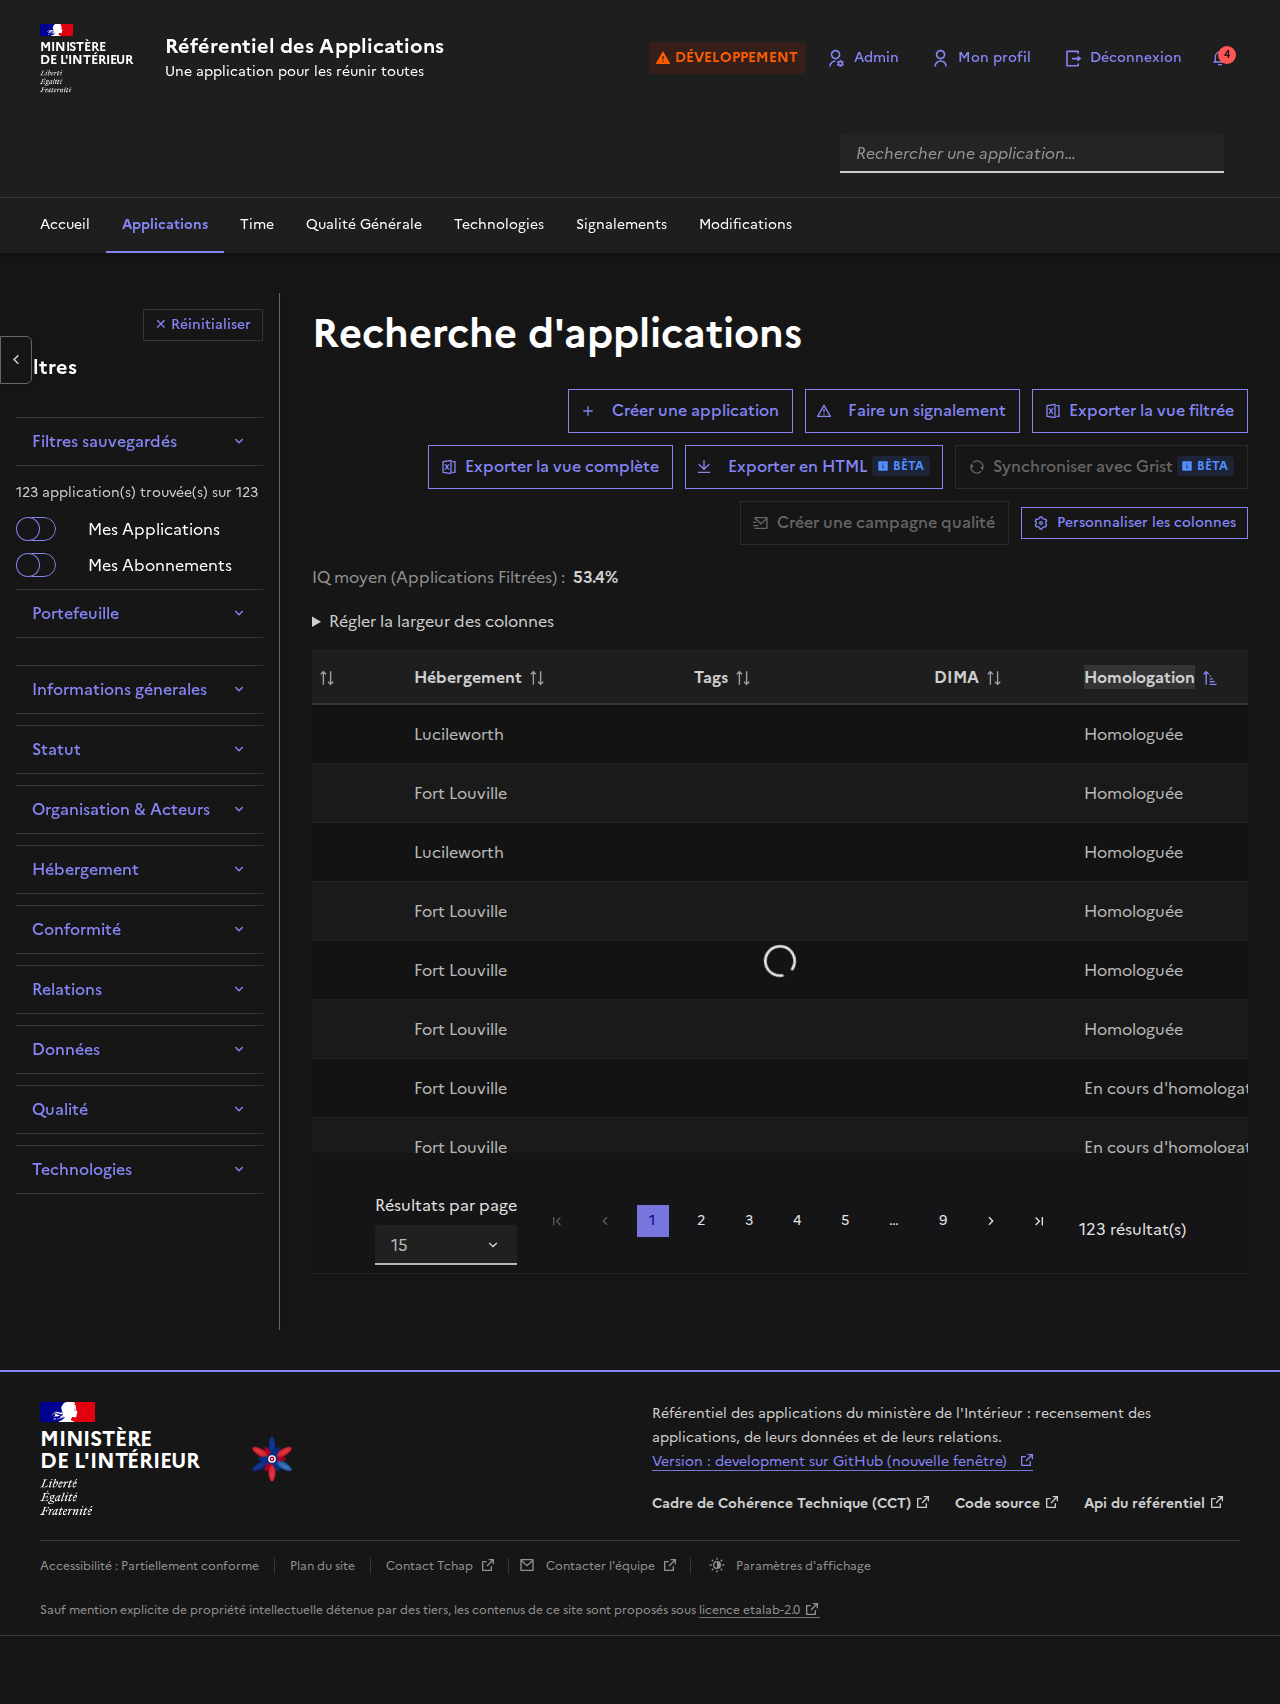 MINISTÈRE
DE L'INTÉRIEUR
Liberté
Égalité
Fraternité
Référentiel des Applications
Une application pour les réunir toutes
DÉVELOPPEMENT
Admin
Mon profil
Déconnexion
4
Rechercher une application…
Accueil
Applications
Time
Qualité Générale
Technologies
Signalements
Modifications
Réinitialiser
ltres
Filtres sauvegardés
123 application(s) trouvée(s) sur 123
Mes Applications
Mes Abonnements
Portefeuille
Informations génerales
Statut
Organisation & Acteurs
Hébergement
Conformité
Relations
Données
Qualité
Technologies
Recherche d'applications
Créer une application
Faire un signalement
Exporter la vue filtrée
Exporter la vue complète
Exporter en HTML BÊTA
Synchroniser avec Grist BÊTA
Créer une campagne qualité
Personnaliser les colonnes
IQ moyen (Applications Filtrées) : 53.4%
Régler la largeur des colonnes
Hébergement Tags DIMA Homologation
Lucileworth Homologuée
Fort Louville Homologuée
Lucileworth Homologuée
Fort Louville Homologuée
Fort Louville Homologuée
Fort Louville Homologuée
Fort Louville En cours d'homologat
Fort Louville En cours d'homologat
Résultats par page
15
1 2 3 4 5 … 9
123 résultat(s)
MINISTÈRE
DE L'INTÉRIEUR
Liberté
Égalité
Fraternité
Référentiel des applications du ministère de l'Intérieur : recensement des
applications, de leurs données et de leurs relations.
Version : development sur GitHub (nouvelle fenêtre)
Cadre de Cohérence Technique (CCT)
Code source
Api du référentiel
Accessibilité : Partiellement conforme
Plan du site
Contact Tchap
Contacter l'équipe
Paramètres d'affichage
Sauf mention explicite de propriété intellectuelle détenue par des tiers, les contenus de ce site sont proposés sous licence etalab-2.0